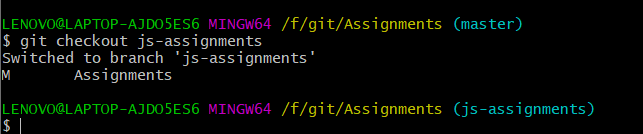 LENOVO@LAPTOP-AJDO5ES6 MINGW64 /f/git/Assignments (master)
$ git checkout js-assignments
Switched to branch 'js-assignments'
M       Assignments
LENOVO@LAPTOP-AJDO5ES6 MINGW64 /f/git/Assignments (js-assignments)
$